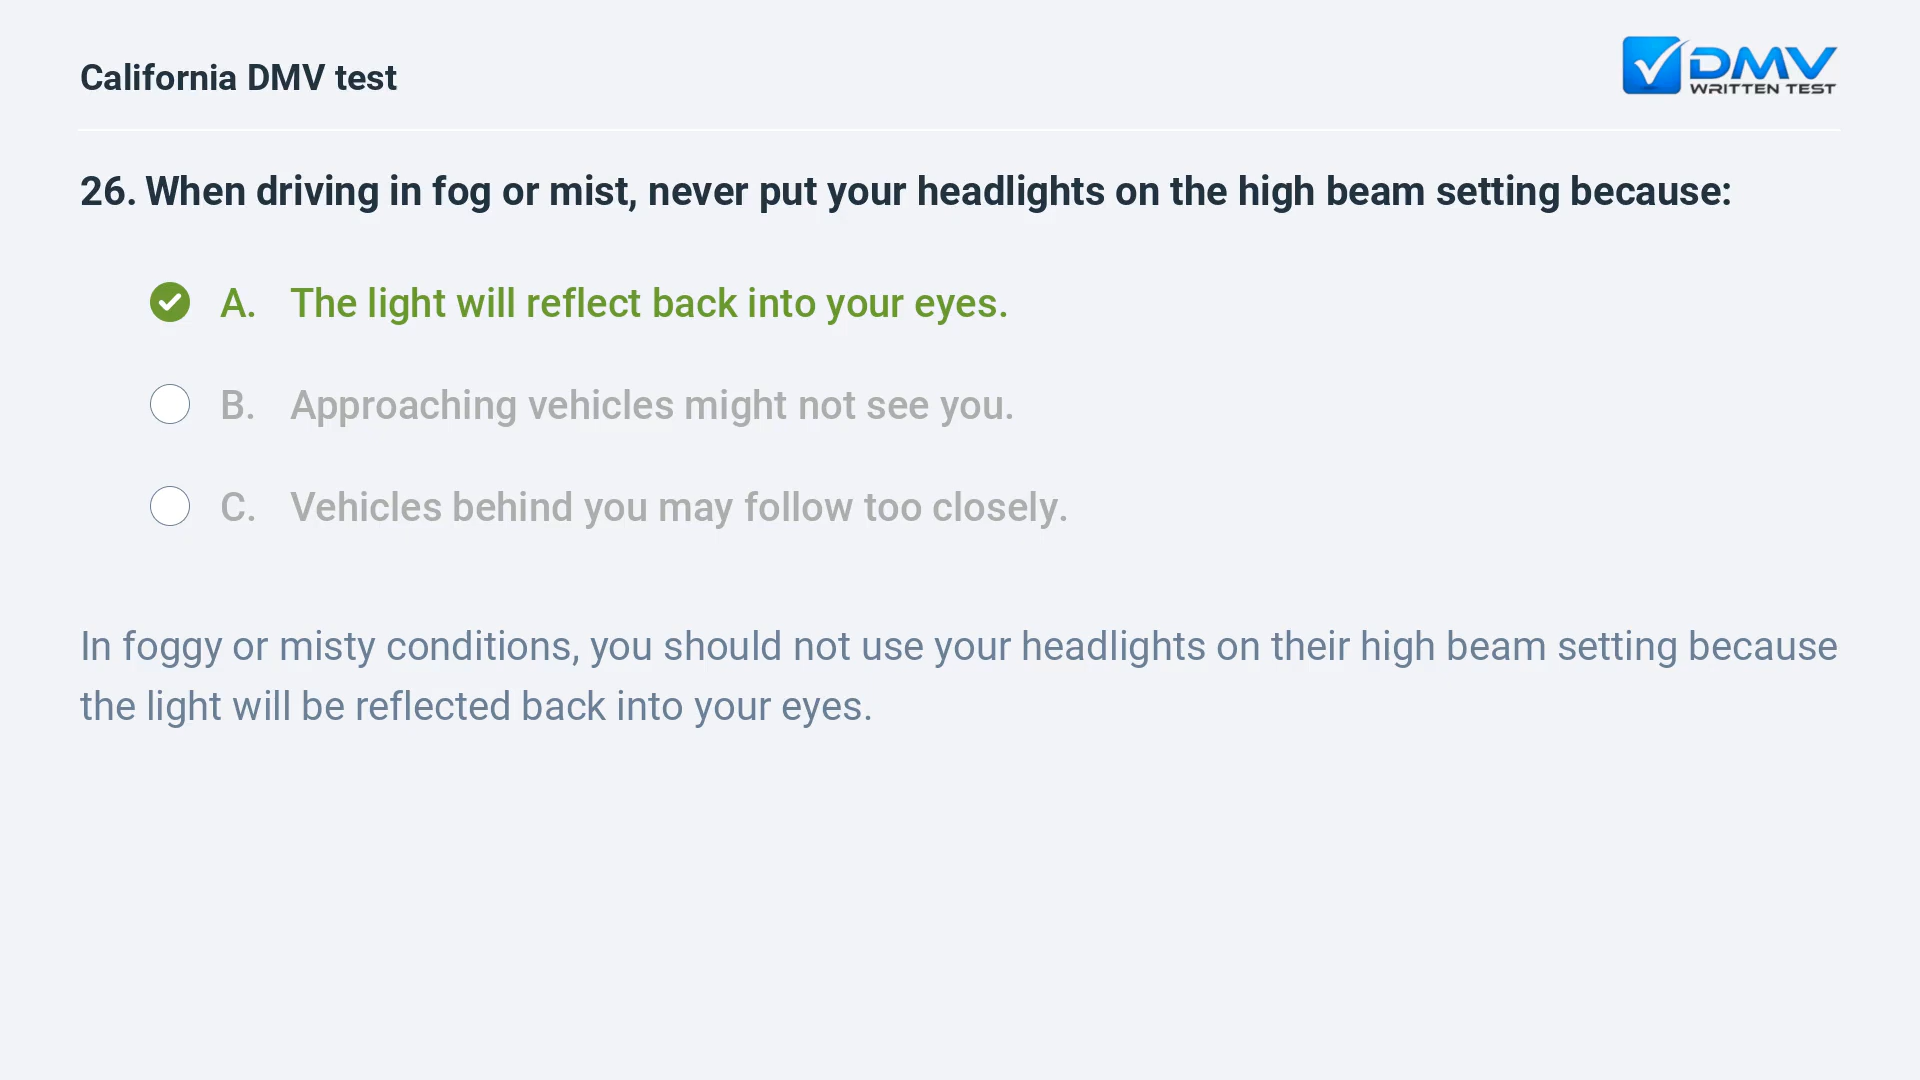 California DMV test
DMV
WRITTEN TEST
26. When driving in fog or mist, never put your headlights on the high beam setting because:
A. The light will reflect back into your eyes.
B. Approaching vehicles might not see you.
C. Vehicles behind you may follow too closely.
In foggy or misty conditions, you should not use your headlights on their high beam setting because
the light will be reflected back into your eyes.